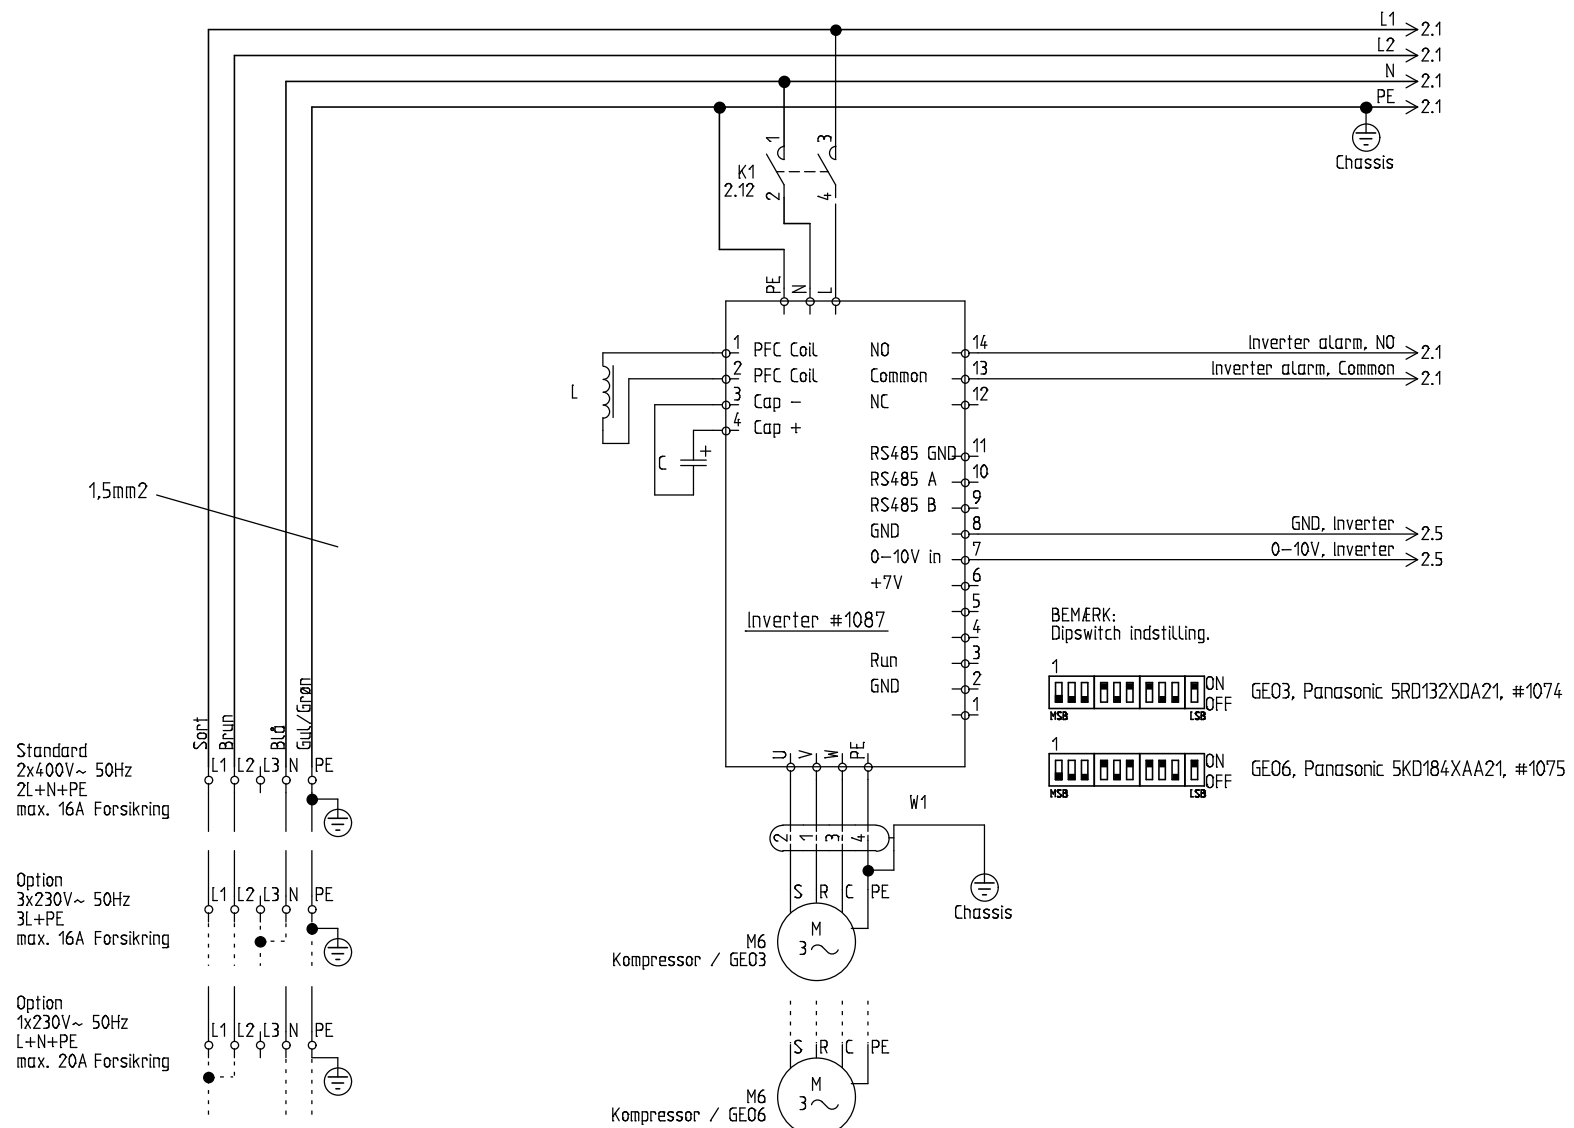 L1
2.1
L2
2.1
N
2.1
PE
2.1
Chassis
1
3
K1
2.12
2
4
PE
N
L
1
PFC Coil
2
PFC Coil
3
Cap -
4
Cap +
L
C
+
NO
14
Inverter alarm, NO
2.1
Common
13
Inverter alarm, Common
2.1
NC
12
RS485 GND
11
RS485 A
10
RS485 B
9
GND
8
GND, Inverter
2.5
0-10V in
7
0-10V, Inverter
2.5
+7V
6
5
4
Run
3
GND
2
1
Inverter #1087
1,5mm2
BEMÆRK:
Dipswitch indstilling.
1
ON
OFF
MSB
LSB
GEO3, Panasonic 5RD132XDA21, #1074
1
ON
OFF
MSB
LSB
GEO6, Panasonic 5KD184XAA21, #1075
Sort
Brun
Blå
Gul/Grøn
Standard
2x400V~ 50Hz
2L+N+PE
max. 16A Forsikring
L1 L2 L3 N PE
Option
3x230V~ 50Hz
3L+PE
max. 16A Forsikring
L1 L2 L3 N PE
Option
1x230V~ 50Hz
L+N+PE
max. 20A Forsikring
L1 L2 L3 N PE
U V W PE
W1
2 1 3 4
S R C PE
Chassis
M
3
M6
Kompressor / GEO3
S R C PE
M
3
M6
Kompressor / GEO6